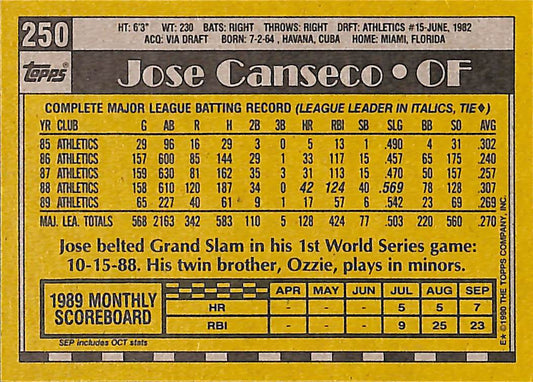 250
HT: 6'3" WT: 230 BATS: RIGHT THROWS: RIGHT DRFT: ATHLETICS #15-JUNE, 1982
ACQ: VIA DRAFT BORN: 7-2-64, HAVANA, CUBA HOME: MIAMI, FLORIDA
TOPPS®
Jose Canseco • OF
COMPLETE MAJOR LEAGUE BATTING RECORD (LEAGUE LEADER IN ITALICS, TIE♦)
YR CLUB G AB R H 2B 3B HR RBI SB SLG BB SO AVG
85 ATHLETICS 29 96 16 29 3 0 5 13 1 .490 4 31 .302
86 ATHLETICS 157 600 85 144 29 1 33 117 15 .457 65 175 .240
87 ATHLETICS 159 630 81 162 35 3 31 113 15 .470 50 157 .257
88 ATHLETICS 158 610 120 187 34 0 42 124 40 .569 78 128 .307
89 ATHLETICS 65 227 40 61 9 1 17 57 6 .542 23 69 .269
MAJ. LEA. TOTALS 568 2163 342 583 110 5 128 424 77 .503 220 560 .270
Jose belted Grand Slam in his 1st World Series game:
10-15-88. His twin brother, Ozzie, plays in minors.
1989 MONTHLY
SCOREBOARD
APR MAY JUN JUL AUG SEP
HR - - - 5 5 7
RBI - - - 9 25 23
SEP includes OCT stats
E★ ©1990 THE TOPPS COMPANY, INC.